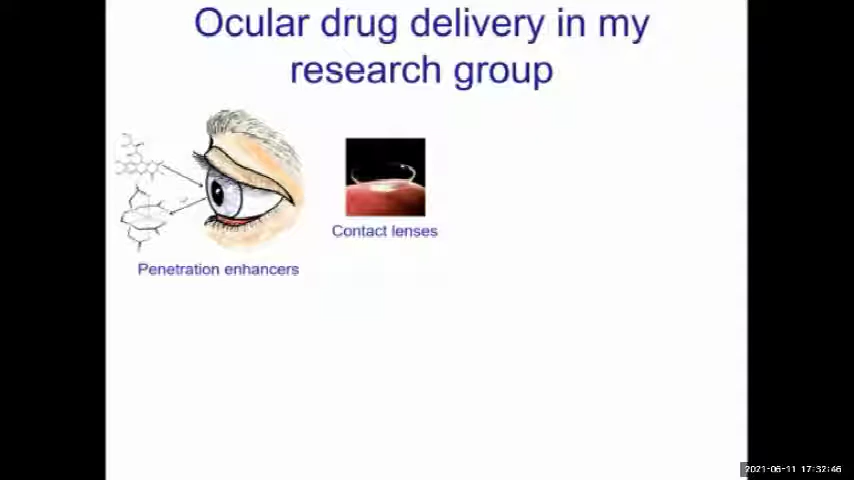 Ocular drug delivery in my
research group
Contact lenses
Penetration enhancers
2021-06-11 17:32:46